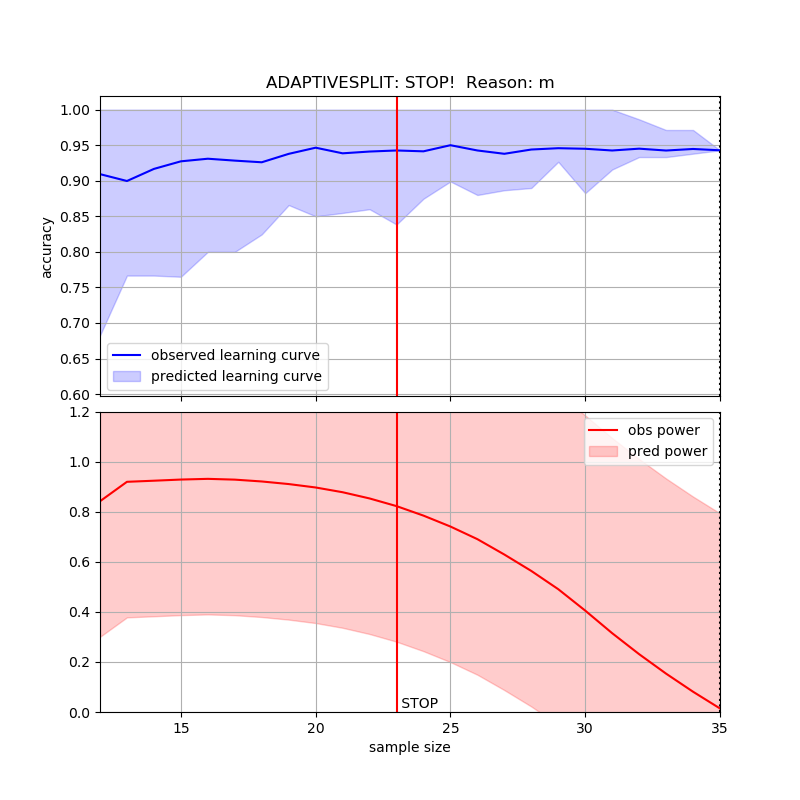 ADAPTIVESPLIT: STOP!  Reason: m
1.00
0.95
0.90
0.85
0.80
0.75
0.70
0.65
0.60
accuracy
observed learning curve
predicted learning curve
1.2
1.0
0.8
0.6
0.4
0.2
0.0
obs power
pred power
STOP
15 20 25 30 35
sample size